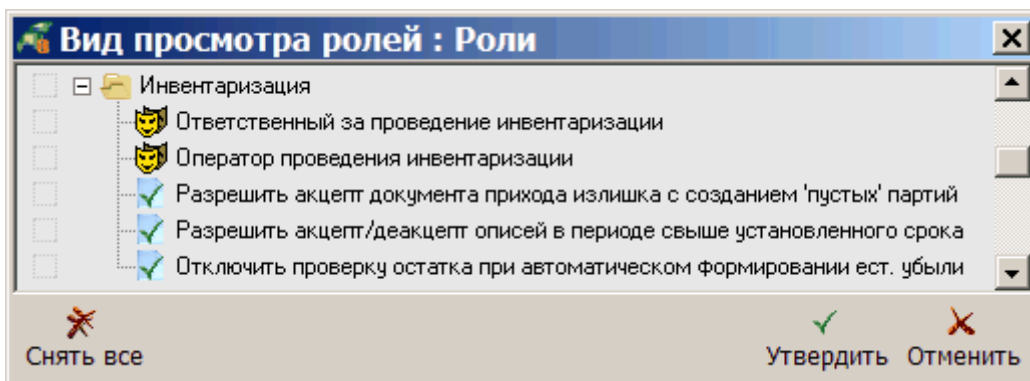 Вид просмотра ролей : Роли
Инвентаризация
Ответственный за проведение инвентаризации
Оператор проведения инвентаризации
Разрешить акцепт документа прихода излишка с созданием 'пустых' партий
Разрешить акцепт/деакцепт описей в периоде свыше установленного срока
Отключить проверку остатка при автоматическом формировании ест. убыли
Снять все Утвердить Отменить